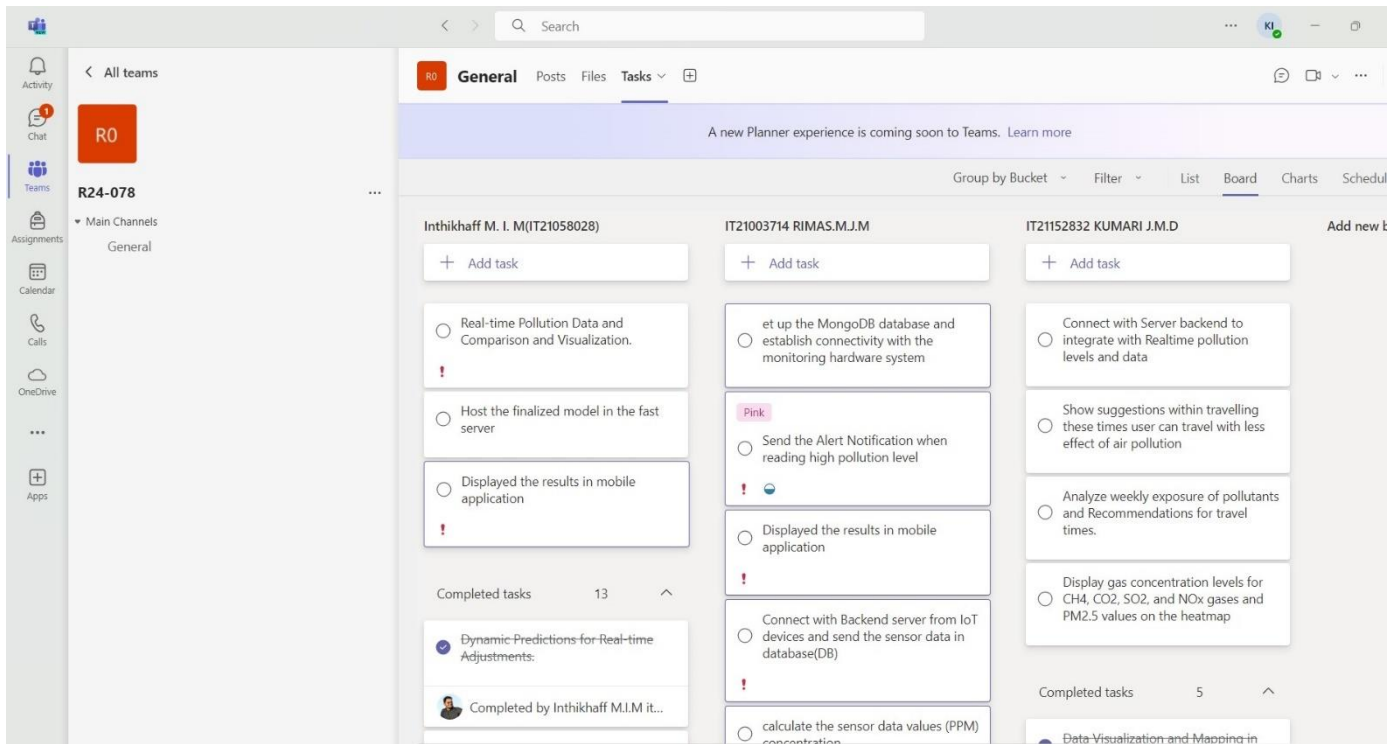 Search
KI
Activity
Chat
1
Teams
Assignments
Calendar
Calls
OneDrive
Apps
All teams
R0
R24-078
Main Channels
General
R0
General
Posts Files Tasks
A new Planner experience is coming soon to Teams. Learn more
Group by Bucket Filter List Board Charts Schedul
Inthikhaff M. I. M(IT21058028)
Add task
Real-time Pollution Data and
Comparison and Visualization.
Host the finalized model in the fast
server
Displayed the results in mobile
application
Completed tasks 13
Dynamic Predictions for Real-time
Adjustments.
Completed by Inthikhaff M.I.M it...
IT21003714 RIMAS.M.J.M
Add task
et up the MongoDB database and
establish connectivity with the
monitoring hardware system
Pink
Send the Alert Notification when
reading high pollution level
Displayed the results in mobile
application
Connect with Backend server from IoT
devices and send the sensor data in
database(DB)
calculate the sensor data values (PPM)
concentration
IT21152832 KUMARI J.M.D
Add task
Connect with Server backend to
integrate with Realtime pollution
levels and data
Show suggestions within travelling
these times user can travel with less
effect of air pollution
Analyze weekly exposure of pollutants
and Recommendations for travel
times.
Display gas concentration levels for
CH4, CO2, SO2, and NOx gases and
PM2.5 values on the heatmap
Completed tasks 5
Data Visualization and Mapping in
Add new b